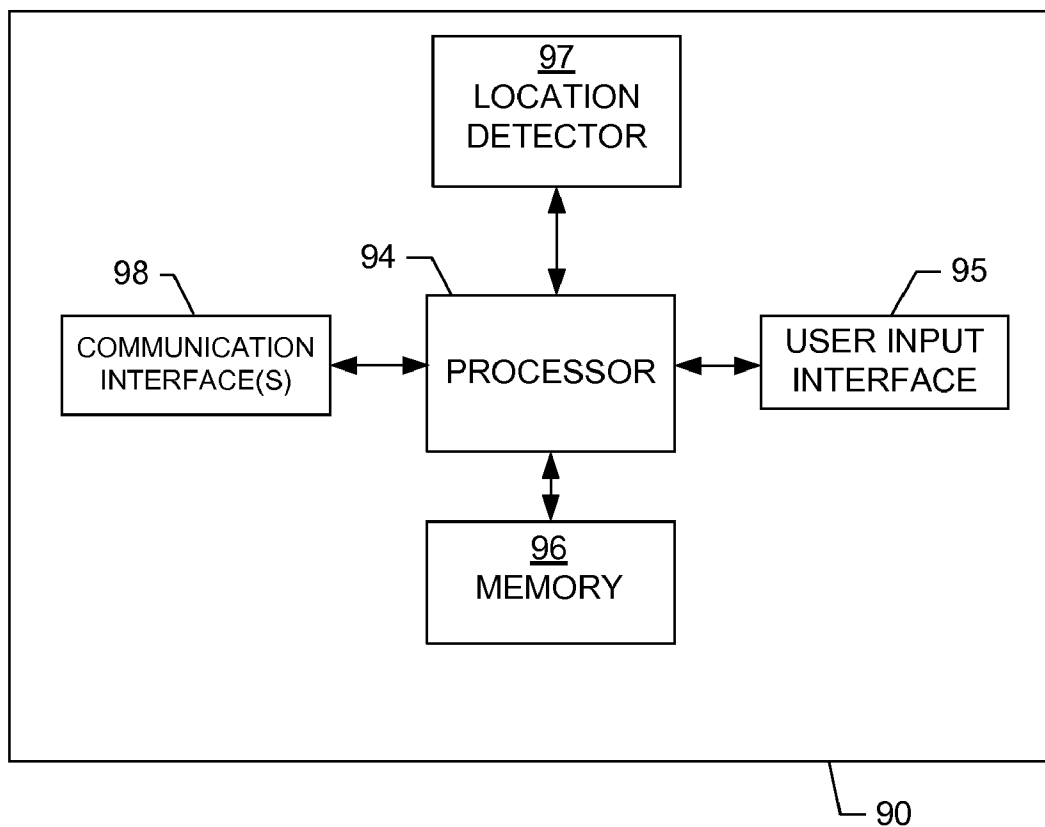 97
LOCATION
DETECTOR
98
94
95
COMMUNICATION
INTERFACE(S)
PROCESSOR
USER INPUT
INTERFACE
96
MEMORY
90